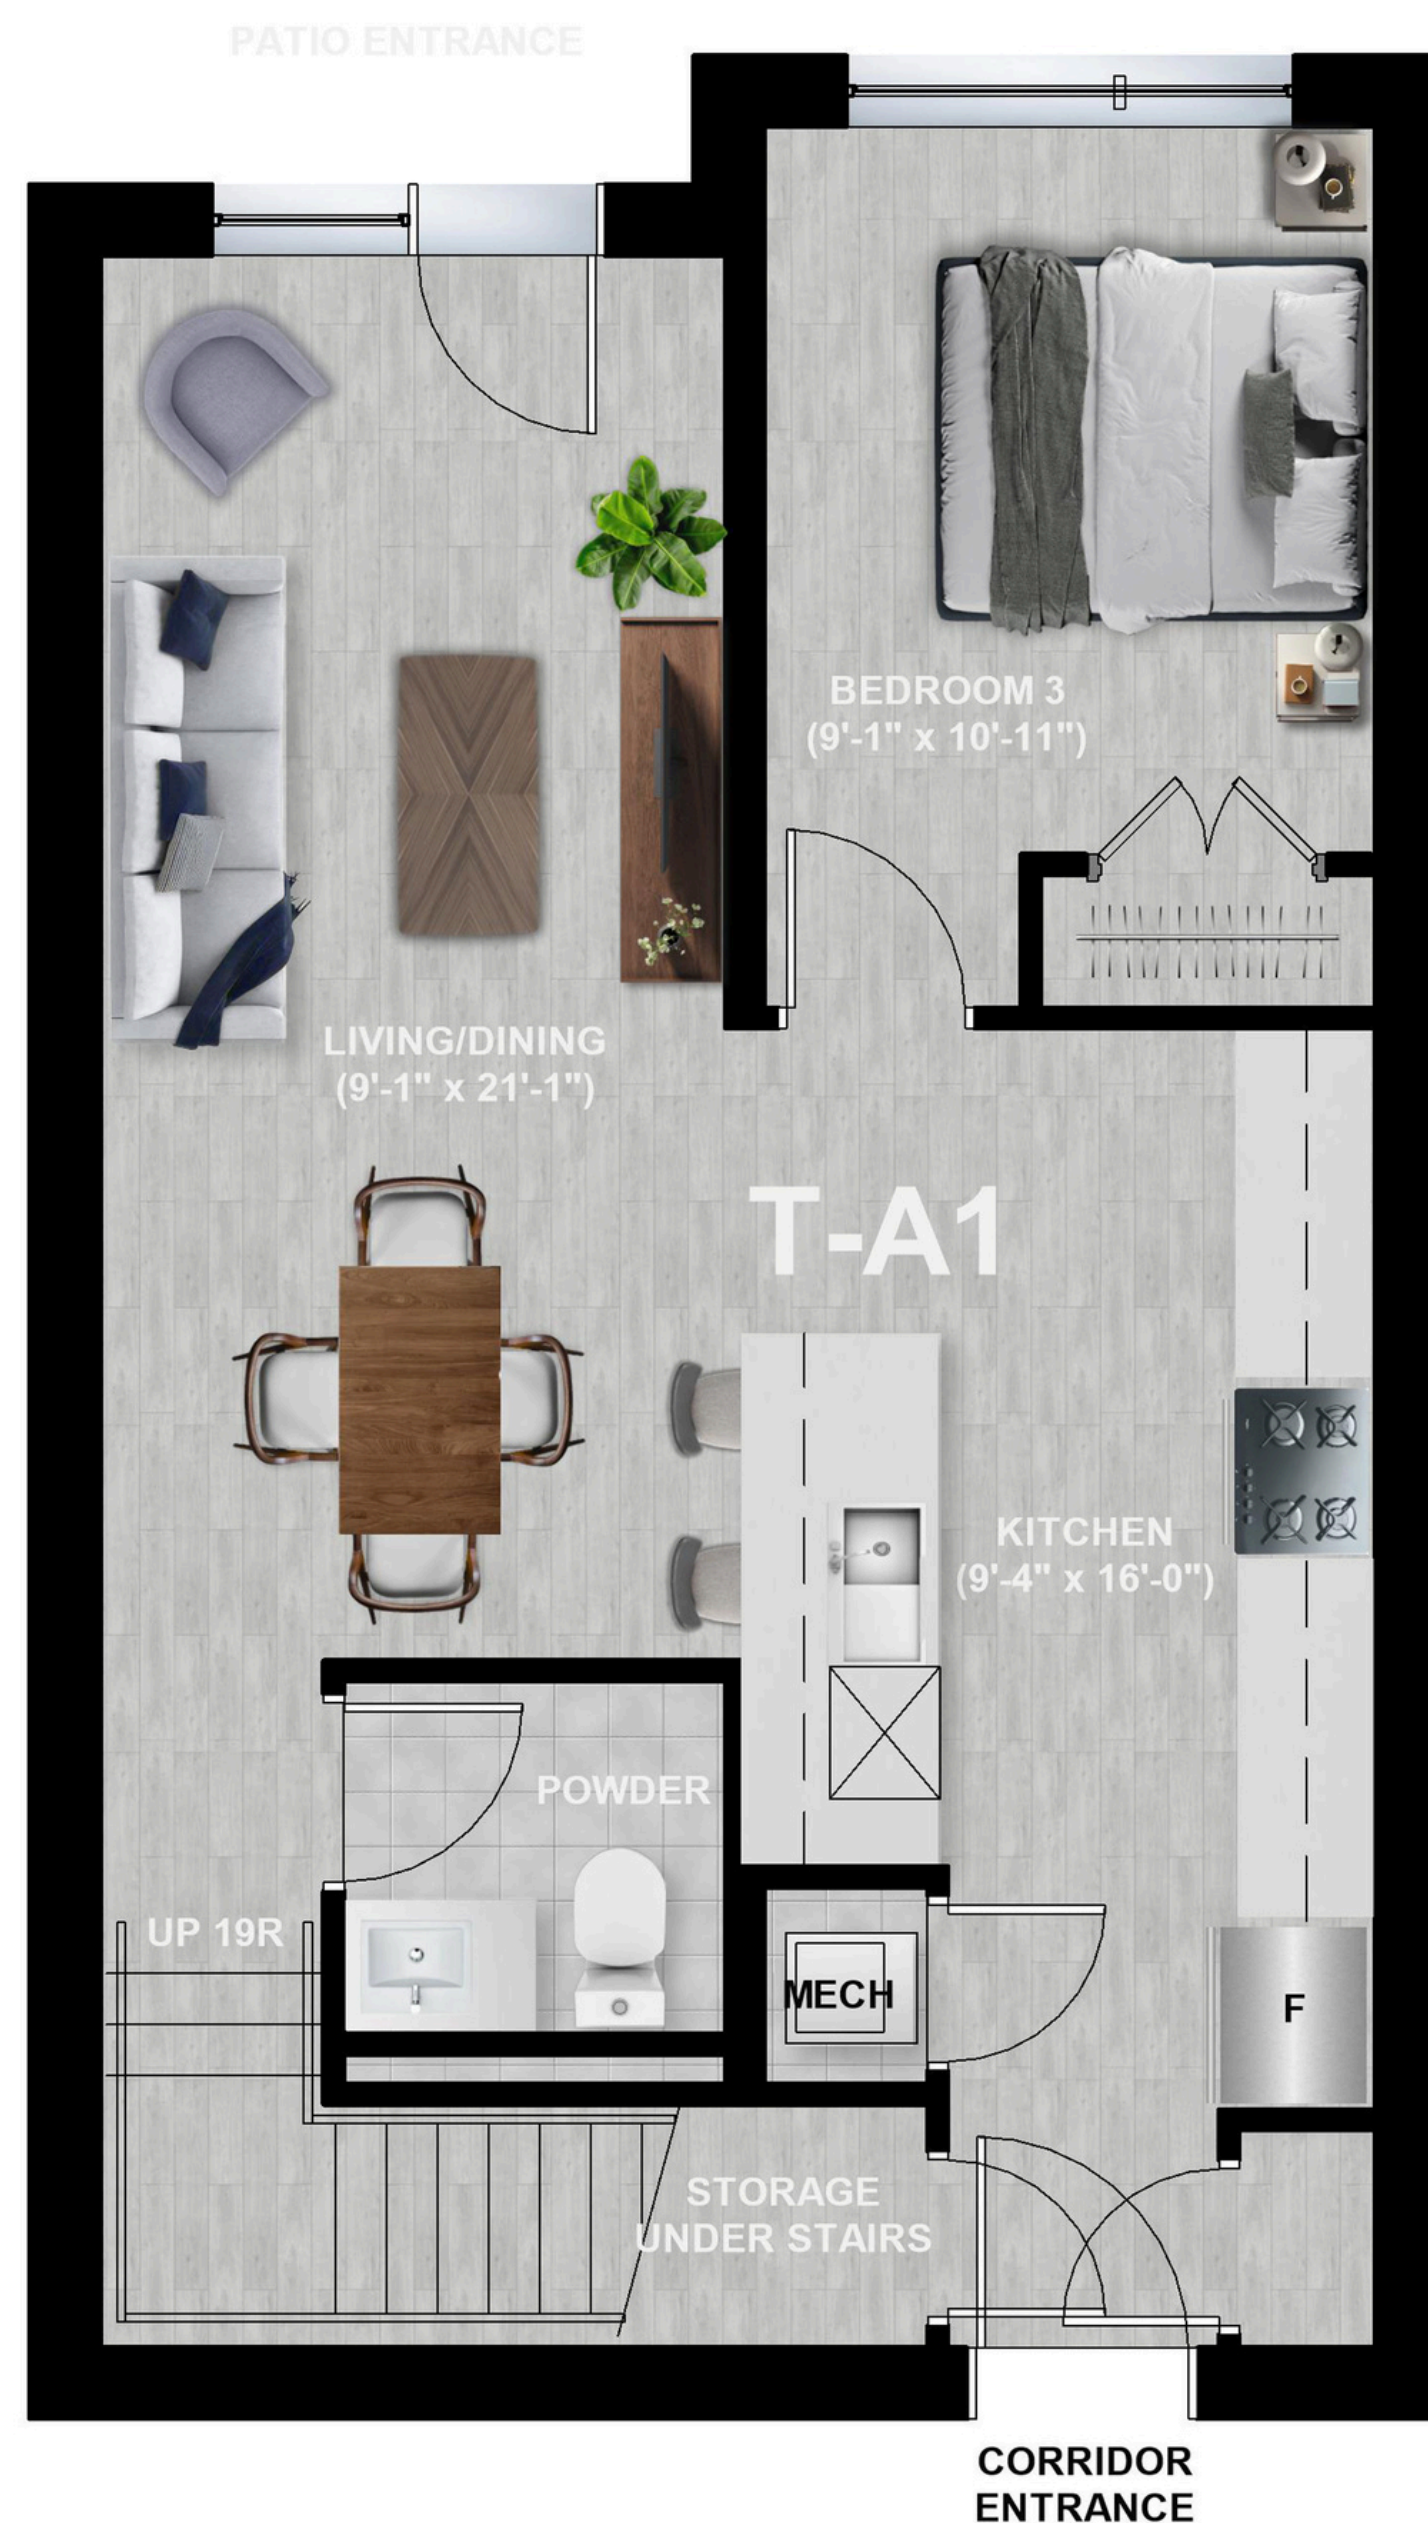 PATIO ENTRANCE
BEDROOM 3
(9'-1" x 10'-11")
LIVING/DINING
(9'-1" x 21'-1")
T-A1
KITCHEN
(9'-4" x 16'-0")
POWDER
UP 19R
MECH
F
STORAGE
UNDER STAIRS
CORRIDOR
ENTRANCE